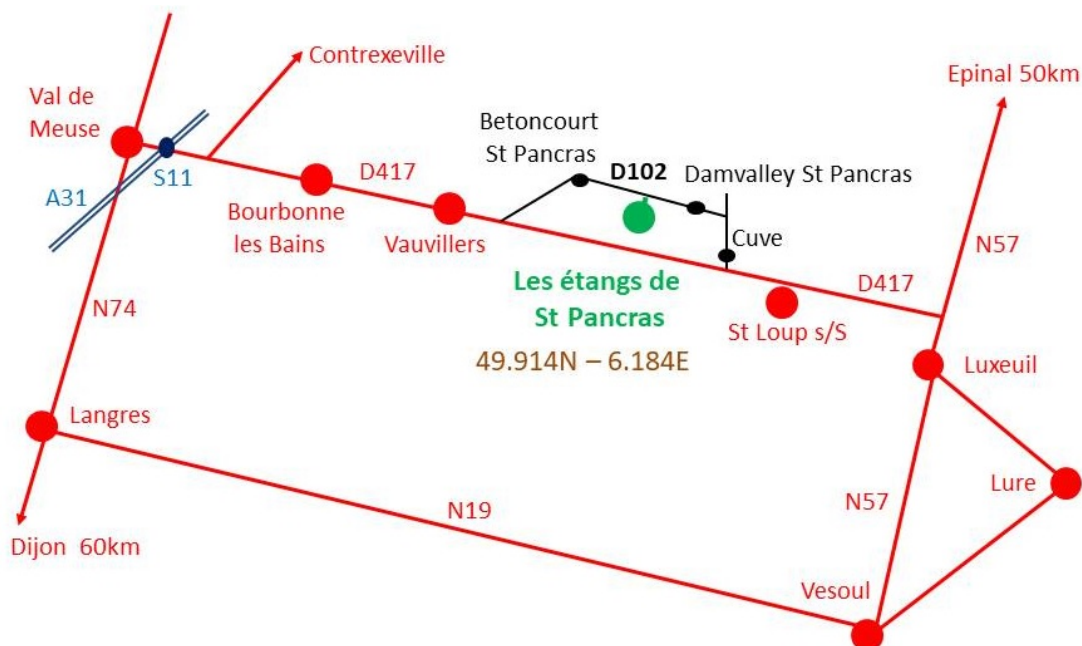 Contrexeville
Epinal 50km
Val de
Meuse
Betoncourt
St Pancras
D102
Damvalley St Pancras
S11
D417
A31
Bourbonne
les Bains
Vauvillers
Cuve
N57
Les étangs de
St Pancras
D417
N74
St Loup s/S
49.914N – 6.184E
Luxeuil
Langres
Lure
N57
N19
Dijon  60km
Vesoul